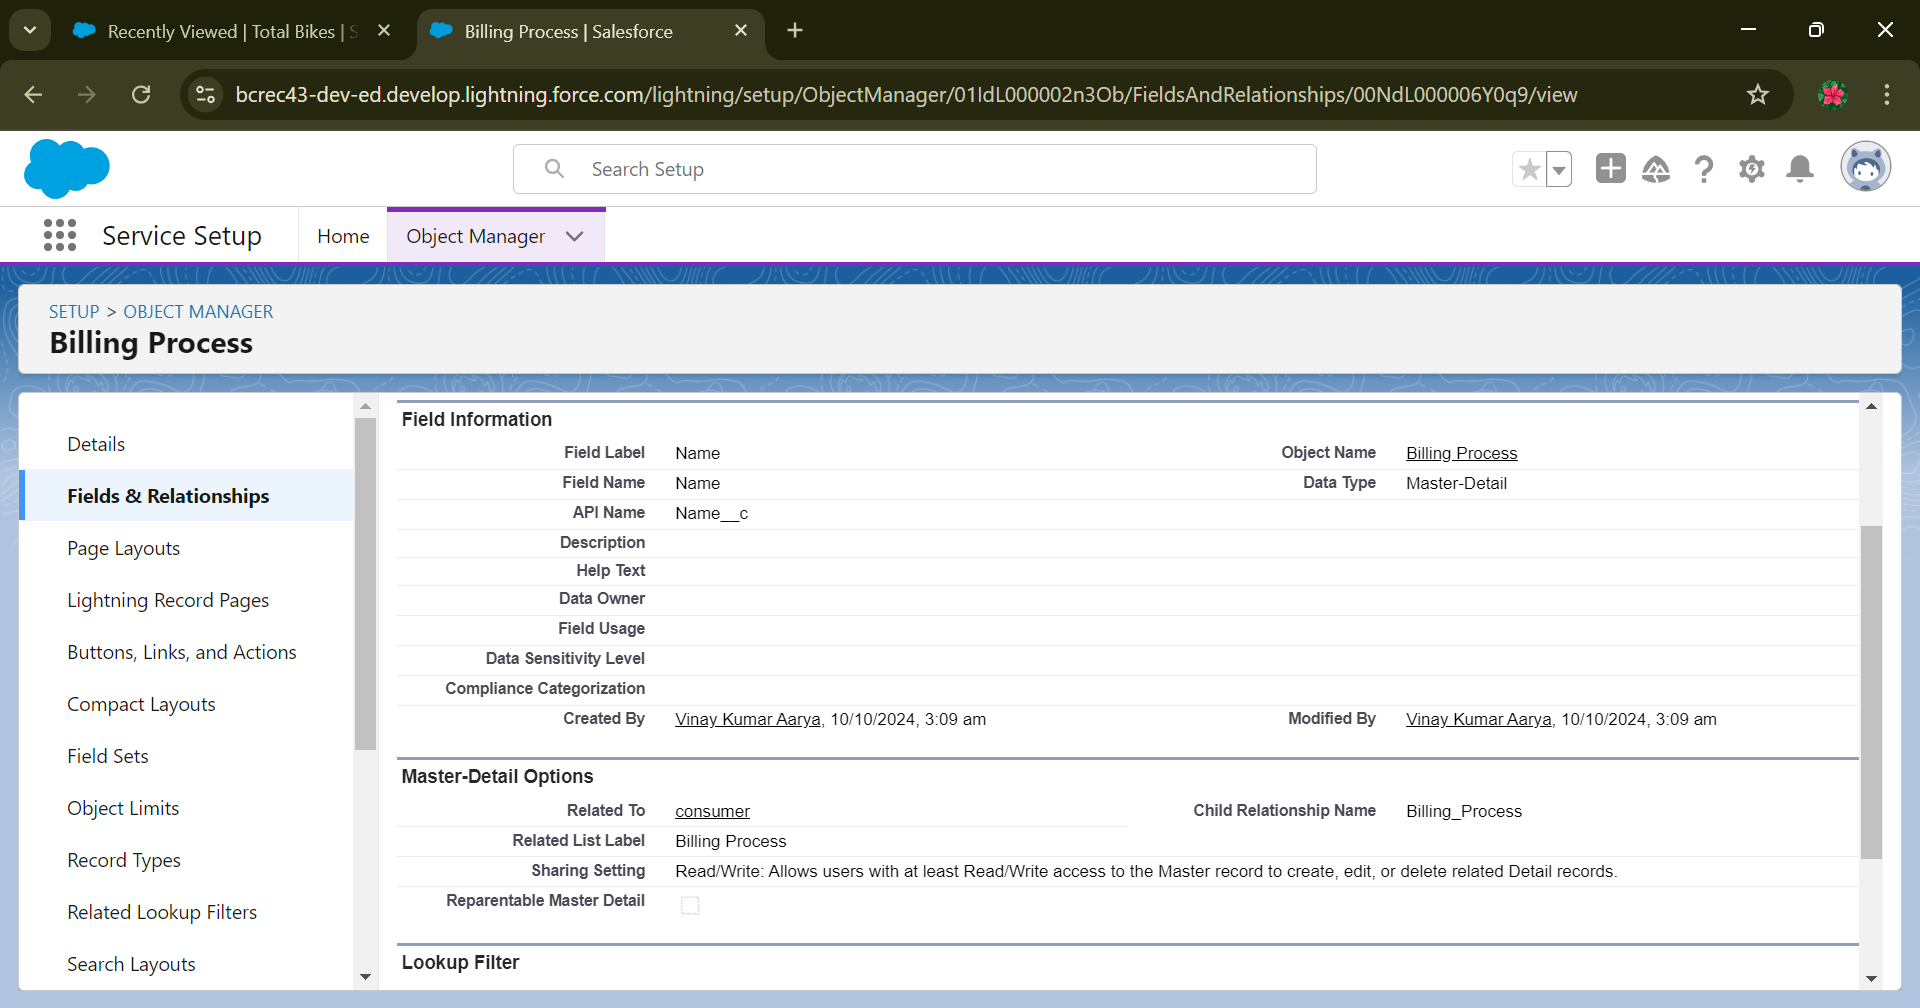 Recently Viewed | Total Bikes | S
Billing Process | Salesforce
bcrec43-dev-ed.develop.lightning.force.com/lightning/setup/ObjectManager/01IdL000002n3Ob/FieldsAndRelationships/00NdL000006Y0q9/view
Search Setup
Service Setup
Home
Object Manager
SETUP > OBJECT MANAGER
Billing Process
Details
Fields & Relationships
Page Layouts
Lightning Record Pages
Buttons, Links, and Actions
Compact Layouts
Field Sets
Object Limits
Record Types
Related Lookup Filters
Search Layouts
Field Information
Field Label Name Object Name Billing Process
Field Name Name Data Type Master-Detail
API Name Name__c
Description
Help Text
Data Owner
Field Usage
Data Sensitivity Level
Compliance Categorization
Created By Vinay Kumar Aarya, 10/10/2024, 3:09 am Modified By Vinay Kumar Aarya, 10/10/2024, 3:09 am
Master-Detail Options
Related To consumer Child Relationship Name Billing_Process
Related List Label Billing Process
Sharing Setting Read/Write: Allows users with at least Read/Write access to the Master record to create, edit, or delete related Detail records.
Reparentable Master Detail
Lookup Filter